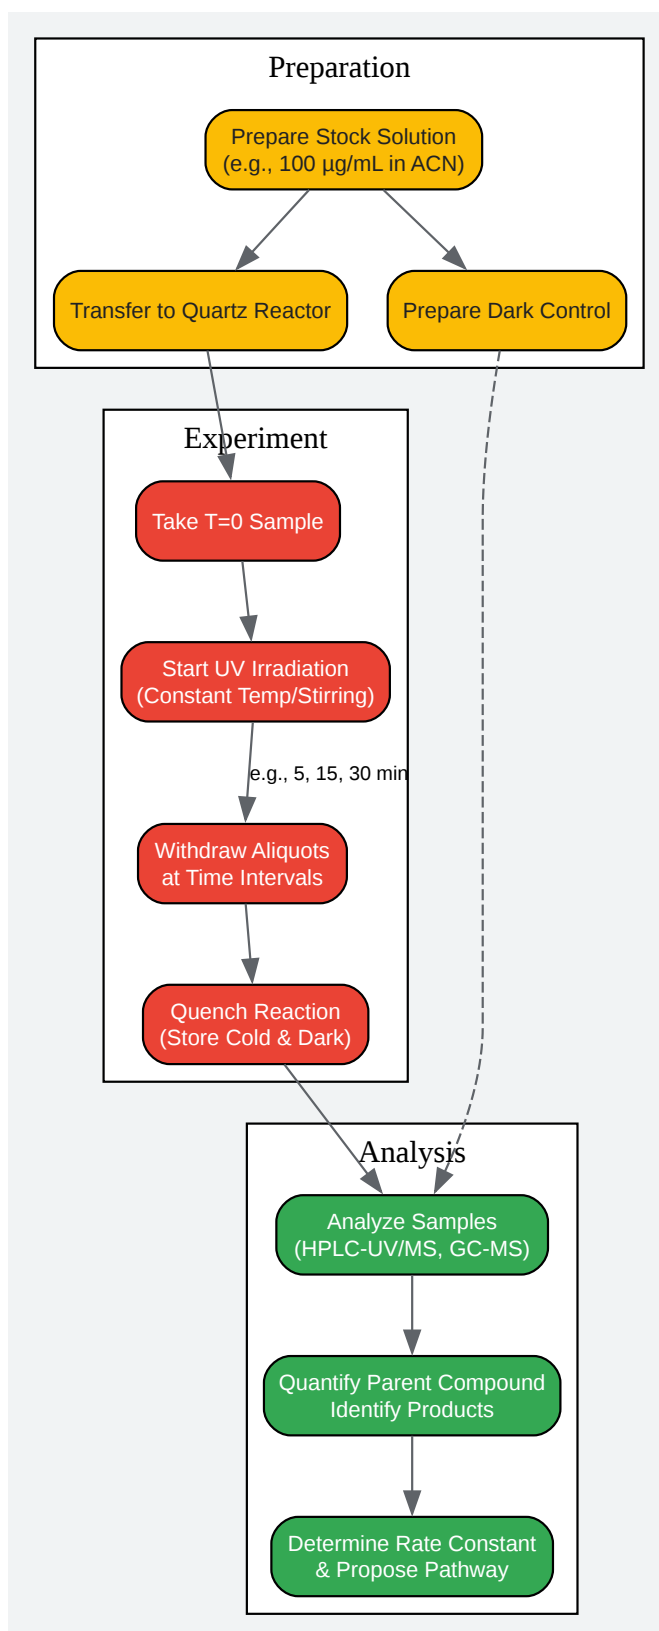 Preparation
Prepare Stock Solution
(e.g., 100 µg/mL in ACN)
Transfer to Quartz Reactor
Prepare Dark Control
Experiment
Take T=0 Sample
Start UV Irradiation
(Constant Temp/Stirring)
e.g., 5, 15, 30 min
Withdraw Aliquots
at Time Intervals
Quench Reaction
(Store Cold & Dark)
Analysis
Analyze Samples
(HPLC-UV/MS, GC-MS)
Quantify Parent Compound
Identify Products
Determine Rate Constant
& Propose Pathway